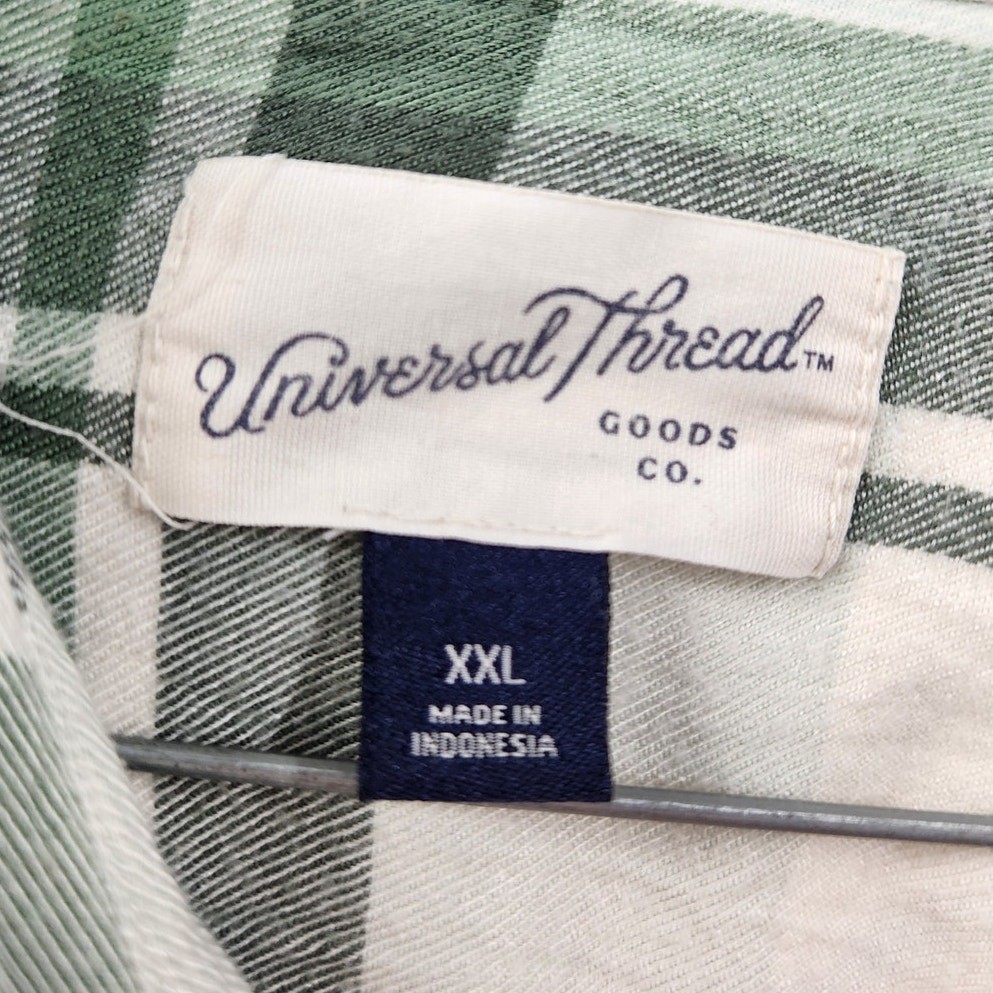 Universal Thread™
GOODS
CO.
XXL
MADE IN
INDONESIA